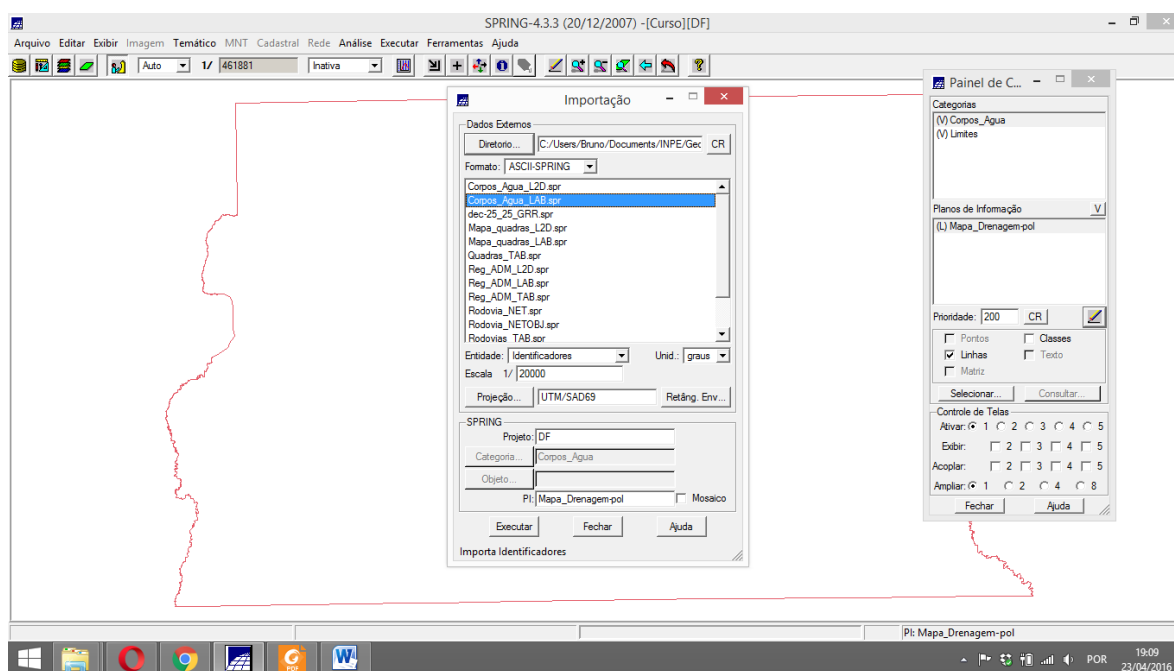 SPRING-4.3.3 (20/12/2007) -[Curso][DF]
Arquivo Editar Exibir Imagem Temático MNT Cadastral Rede Análise Executar Ferramentas Ajuda
Auto 1/ 461881 Inativa
Importação
Dados Externos
Diretorio... C:/Users/Bruno/Documents/INPE/Geo CR
Formato: ASCII-SPRING
Corpos_Agua_L2D.spr
Corpos_Agua_LAB.spr
dec-25_25_GRR.spr
Mapa_quadras_L2D.spr
Mapa_quadras_LAB.spr
Quadras_TAB.spr
Reg_ADM_L2D.spr
Reg_ADM_LAB.spr
Reg_ADM_TAB.spr
Rodovia_NET.spr
Rodovia_NETOBJ.spr
Rodovias_TAB.spr
Entidade: Identificadores Unid.: graus
Escala 1/ 20000
Projeção... UTM/SAD69 Retâng. Env...
SPRING
Projeto: DF
Categoria... Corpos_Agua
Objeto...
PI: Mapa_Drenagem-pol Mosaico
Executar Fechar Ajuda
Importa Identificadores
Painel de C...
Categorias
(V) Corpos_Agua
(V) Limites
Planos de Informação V
(L) Mapa_Drenagem-pol
Prioridade: 200 CR
Pontos Classes
Linhas Texto
Matriz
Selecionar... Consultar...
Controle de Telas
Ativar: 1 2 3 4 5
Exibir: 2 3 4 5
Acoplar: 2 3 4 5
Ampliar: 1 2 4 8
Fechar Ajuda
PI: Mapa_Drenagem-pol
PDF
W
POR
19:09
23/04/2016